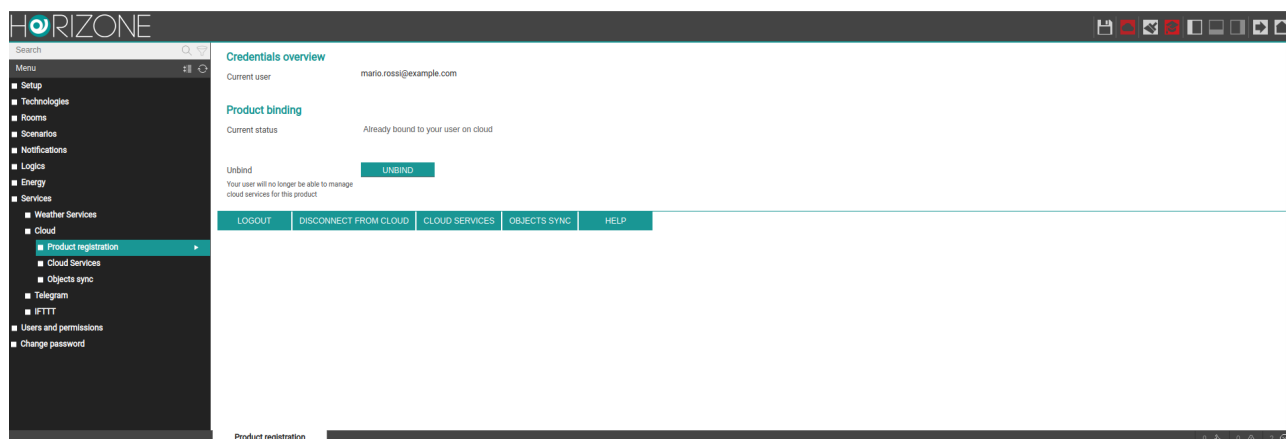 HORIZONE
Search
Menu
Setup
Technologies
Rooms
Scenarios
Notifications
Logics
Energy
Services
Weather Services
Cloud
Product registration
Cloud Services
Objects sync
Telegram
IFTTT
Users and permissions
Change password
Credentials overview
Current user mario.rossi@example.com
Product binding
Current status Already bound to your user on cloud
Unbind UNBIND
Your user will no longer be able to manage
cloud services for this product
LOGOUT DISCONNECT FROM CLOUD CLOUD SERVICES OBJECTS SYNC HELP
Product registration